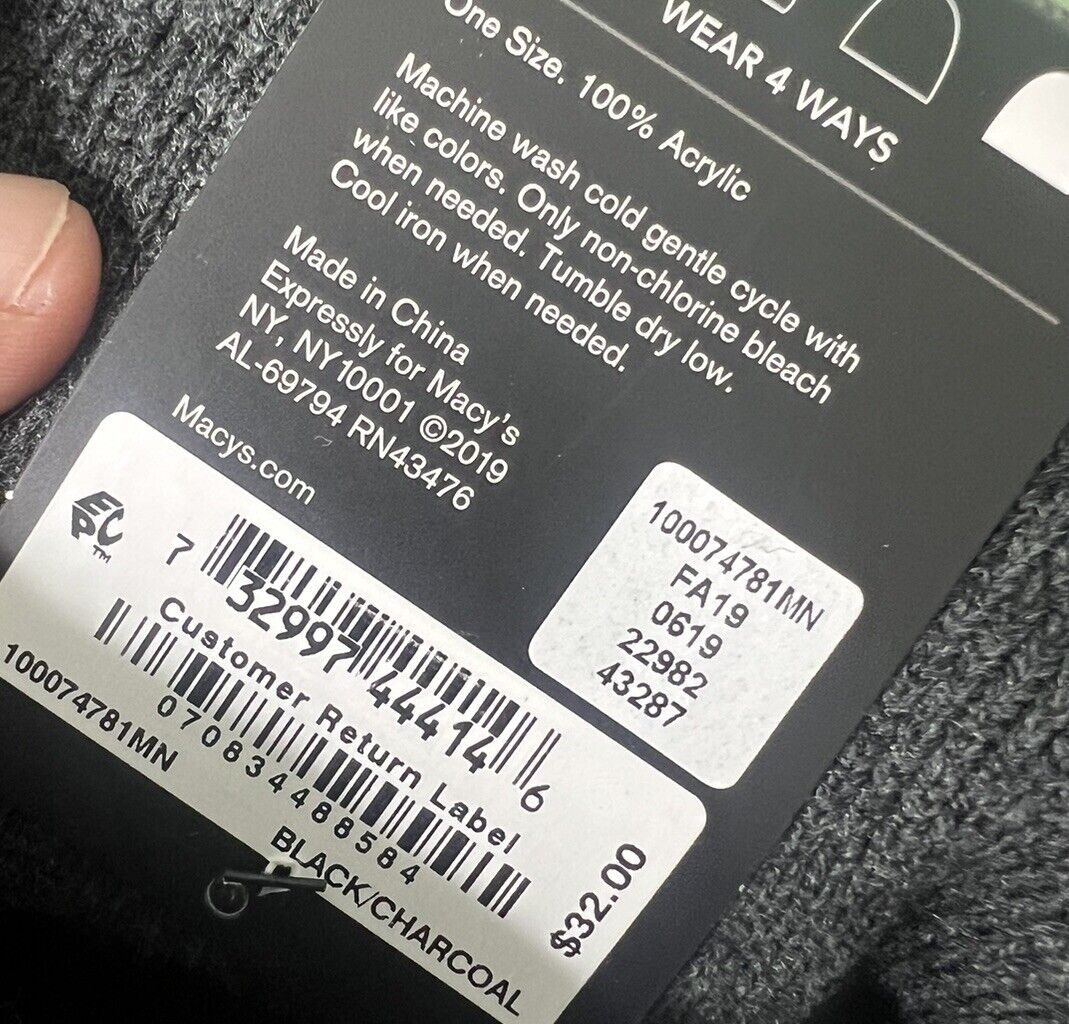 WEAR 4 WAYS
One Size. 100% Acrylic
Machine wash cold gentle cycle with
like colors. Only non-chlorine bleach
when needed. Tumble dry low.
Cool iron when needed.
Made in China
Expressly for Macy's
NY, NY10001 ©2019
AL-69794 RN43476
Macys.com
100074781MN
FA19
0619
22982
43287
EPC™
7 32997 44414 6
Customer Return Label
07083448858​4
100074781MN
BLACK/CHARCOAL
$32.00